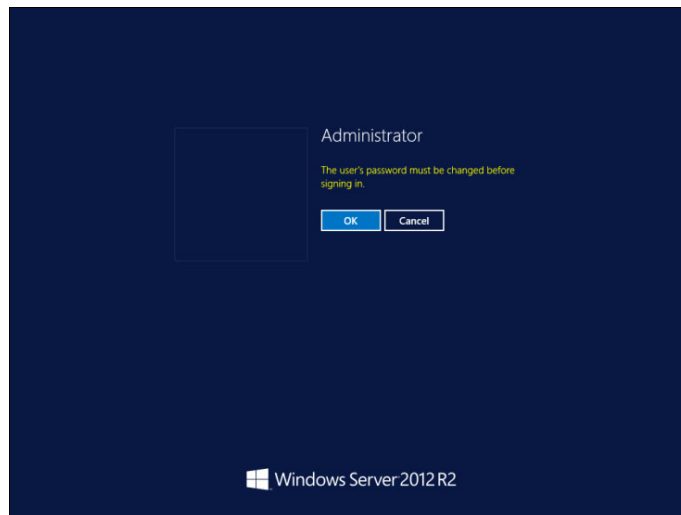 Administrator
The user's password must be changed before
signing in.
OK Cancel
Windows Server 2012 R2